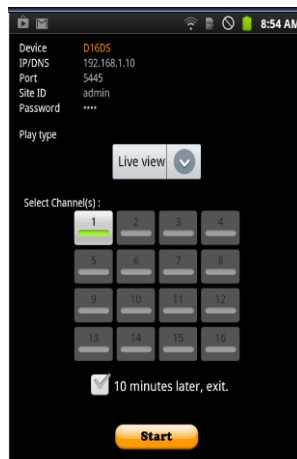 8:54 AM
Device D16DS
IP/DNS 192.168.1.10
Port 5445
Site ID admin
Password ••••
Play type
Live view
Select Channel(s) :
1 2 3 4
5 6 7 8
9 10 11 12
13 14 15 16
10 minutes later, exit.
Start